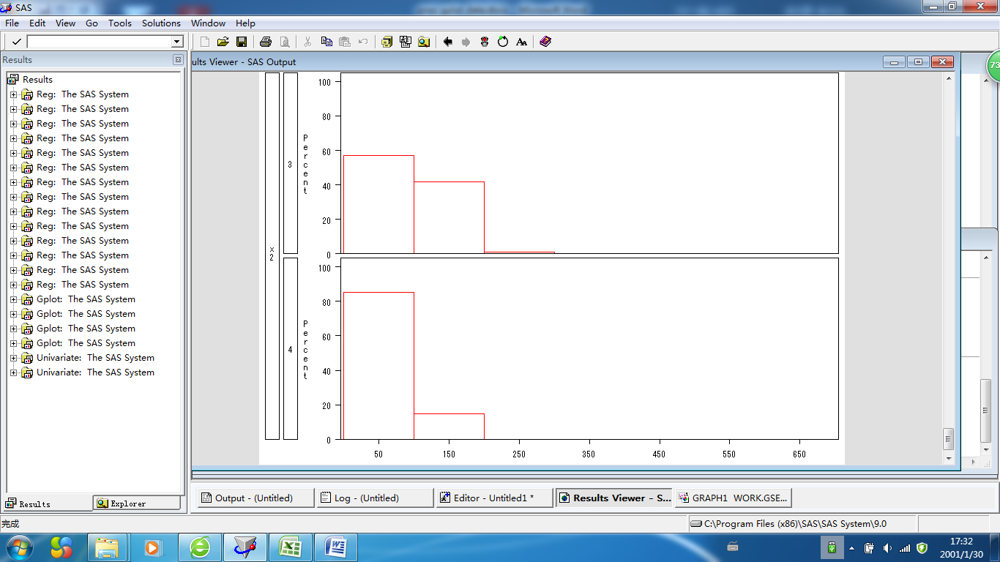 SAS
File Edit View Go Tools Solutions Window Help
Results
ults Viewer - SAS Output
73
Results
Reg: The SAS System
Reg: The SAS System
Reg: The SAS System
Reg: The SAS System
Reg: The SAS System
Reg: The SAS System
Reg: The SAS System
Reg: The SAS System
Reg: The SAS System
Reg: The SAS System
Reg: The SAS System
Reg: The SAS System
Reg: The SAS System
Reg: The SAS System
Gplot: The SAS System
Gplot: The SAS System
Gplot: The SAS System
Gplot: The SAS System
Univariate: The SAS System
Univariate: The SAS System
x2
3
Percent
100
80
60
40
20
0
4
Percent
100
80
60
40
20
0
50 150 250 350 450 550 650
Results Explorer
Output - (Untitled) Log - (Untitled) Editor - Untitled1 * Results Viewer - S... GRAPH1 WORK.GSE...
完成
C:\Program Files (x86)\SAS\SAS System\9.0
17:32
2001/1/30